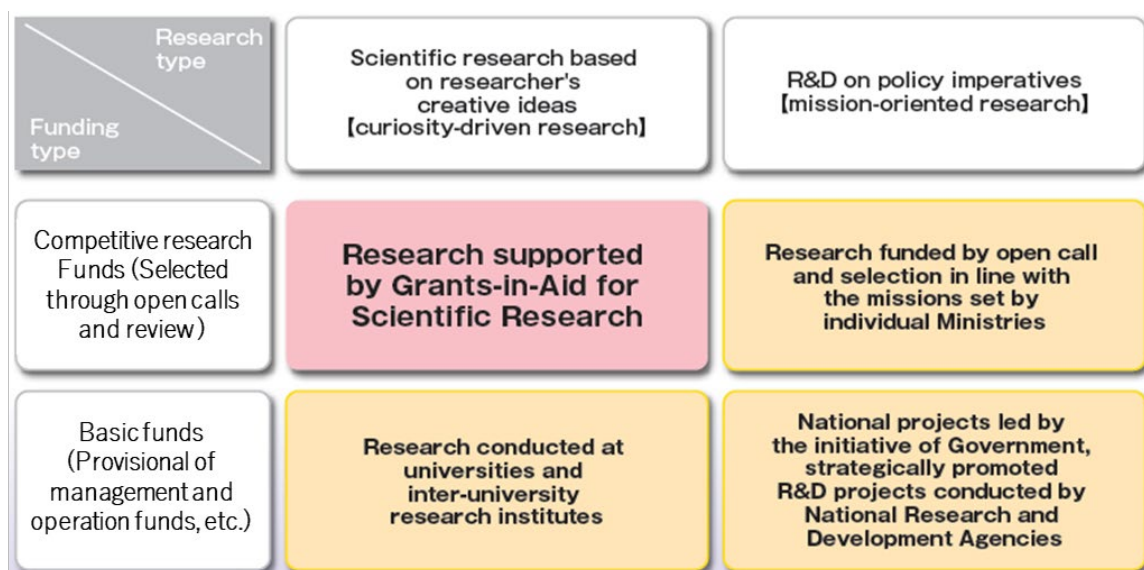 Research
type
Funding
type
Scientific research based
on researcher's
creative ideas
【curiosity-driven research】
R&D on policy imperatives
【mission-oriented research】
Competitive research
Funds (Selected
through open calls
and review)
Research supported
by Grants-in-Aid for
Scientific Research
Research funded by open call
and selection in line with
the missions set by
individual Ministries
Basic funds
(Provisional of
management and
operation funds, etc.)
Research conducted at
universities and
inter-university
research institutes
National projects led by
the initiative of Government,
strategically promoted
R&D projects conducted by
National Research and
Development Agencies